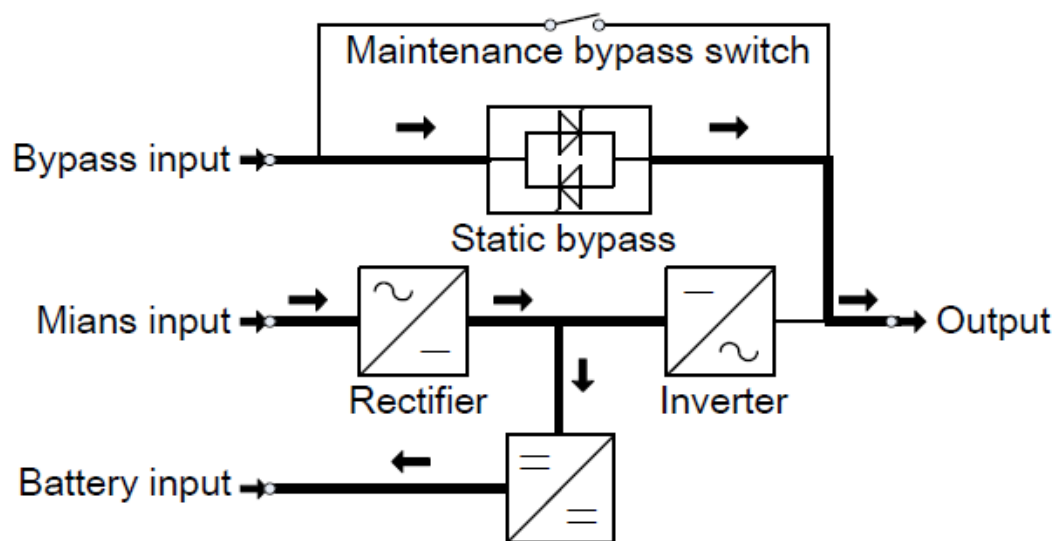 Maintenance bypass switch
Bypass input
Static bypass
Mians input
Output
Rectifier
Inverter
Battery input